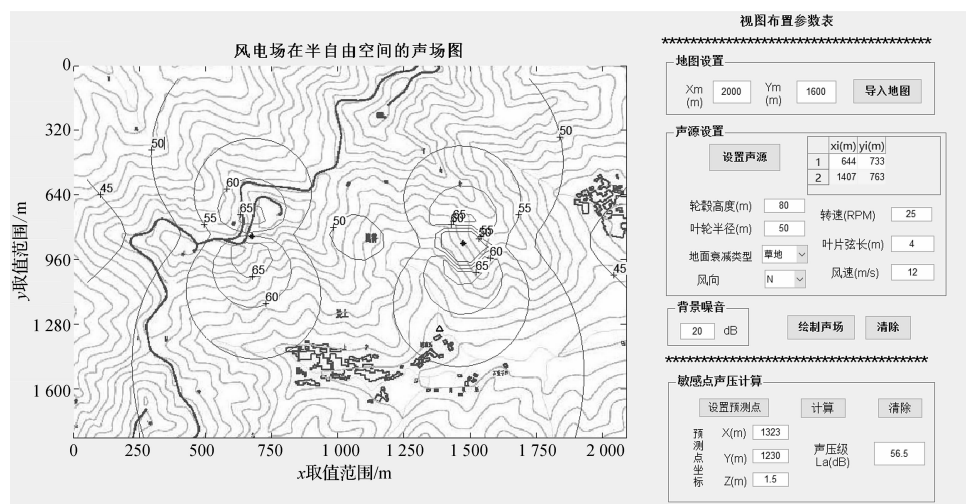 风电场在半自由空间的声场图
y取值范围/m
0
320
640
960
1 280
1 600
0
250
500
750
1 000
1 250
1 500
1 750
2 000
x取值范围/m
50
45
60
65
55
65
60
50
60
65
55
50
65
60
55
50
45
视图布置参数表
****************************************
地图设置
Xm (m) 2000 Ym (m) 1600 导入地图
声源设置
设置声源
xi(m) yi(m)
1 644 733
2 1407 763
轮毂高度(m) 80 转速(RPM) 25
叶轮半径(m) 50 叶片弦长(m) 4
地面衰减类型 草地 风速(m/s) 12
风向 N
背景噪音
20 dB 绘制声场 清除
****************************************
敏感点声压计算
设置预测点 计算 清除
预测点坐标
X(m) 1323
Y(m) 1230
Z(m) 1.5
声压级 La(dB) 56.5